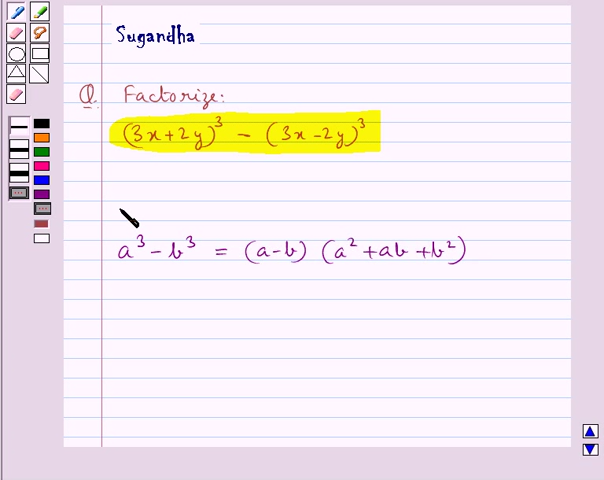 Sugandha
Q. Factorize:
(3x+2y)³ - (3x-2y)³
a³ - b³ = (a-b) (a² + ab + b²)